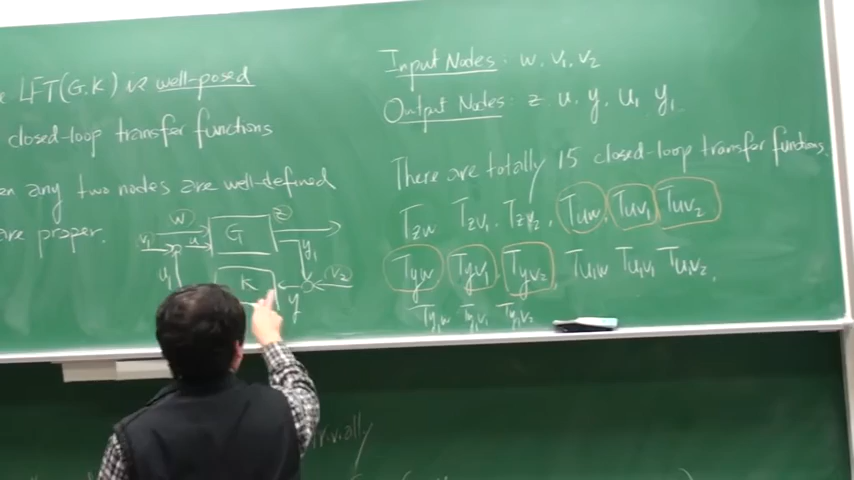 LFT(G.K) is well-posed
closed-loop transfer functions
any two nodes are well-defined
are proper.
w
z
v1
u
G
y1
u1
K
v2
y
Input Nodes: w. v1. v2
Output Nodes: z. u. y. u1 y1
There are totally 15 closed-loop transfer functions.
Tzw Tzv1. Tzv2. Tuw. Tuv1 Tuv2
Tyw Tyv1 Tyv2 Tu1w Tu1v1 Tu1v2.
Ty1w Ty1v1 Ty1v2